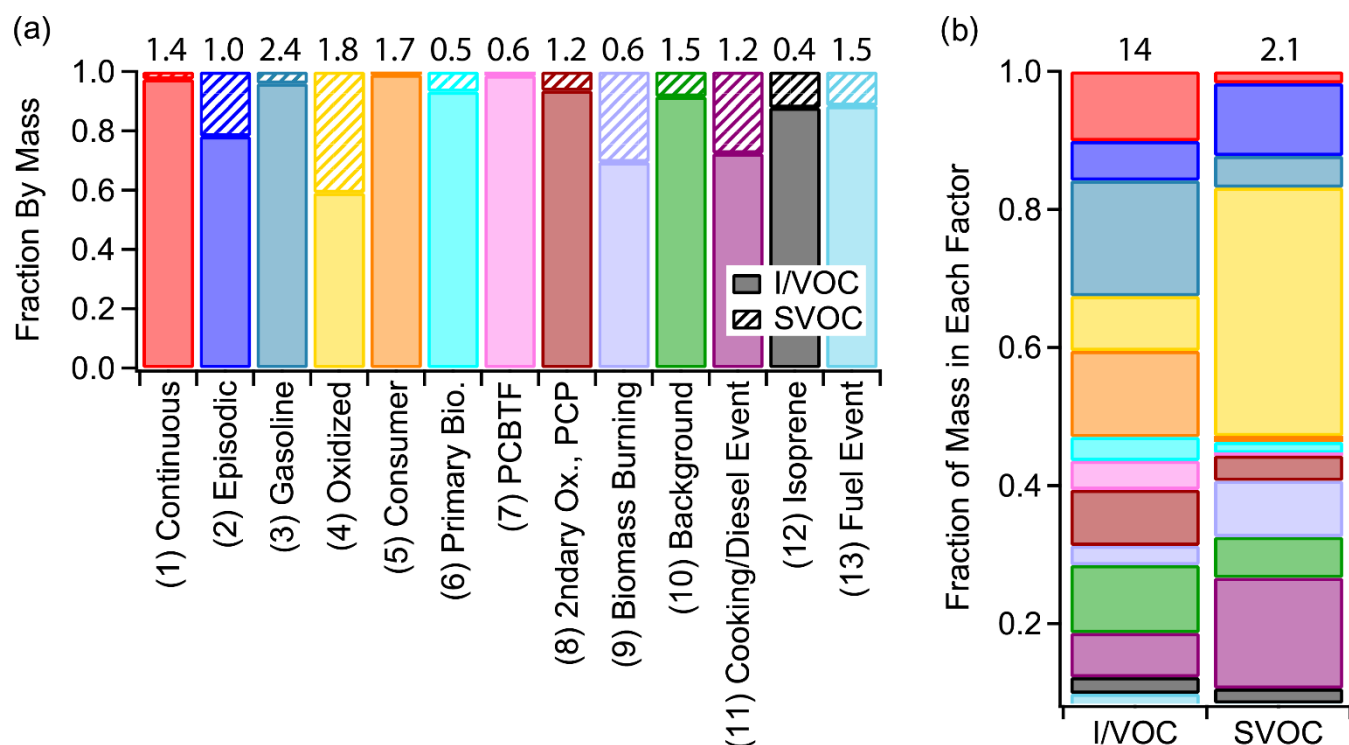 (a)
1.4 1.0 2.4 1.8 1.7 0.5 0.6 1.2 0.6 1.5 1.2 0.4 1.5
Fraction By Mass
1.0
0.8
0.6
0.4
0.2
0.0
I/VOC
SVOC
(1) Continuous
(2) Episodic
(3) Gasoline
(4) Oxidized
(5) Consumer
(6) Primary Bio.
(7) PCBTF
(8) 2ndary Ox., PCP
(9) Biomass Burning
(10) Background
(11) Cooking/Diesel Event
(12) Isoprene
(13) Fuel Event
(b)
14 2.1
Fraction of Mass in Each Factor
1.0
0.8
0.6
0.4
0.2
I/VOC SVOC